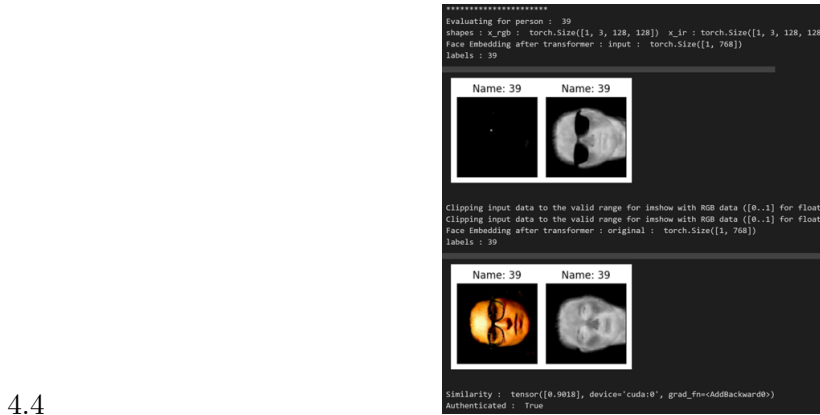 **********************
Evaluating for person :  39
shapes : x_rgb :  torch.Size([1, 3, 128, 128])  x_ir : torch.Size([1, 3, 128, 128
Face Embedding after transformer : input :  torch.Size([1, 768])
labels : 39
Name: 39 Name: 39
Clipping input data to the valid range for imshow with RGB data ([0..1] for float
Clipping input data to the valid range for imshow with RGB data ([0..1] for float
Face Embedding after transformer : original :  torch.Size([1, 768])
labels : 39
Name: 39 Name: 39
Similarity :  tensor([0.9018], device='cuda:0', grad_fn=<AddBackward0>)
Authenticated :  True
4.4